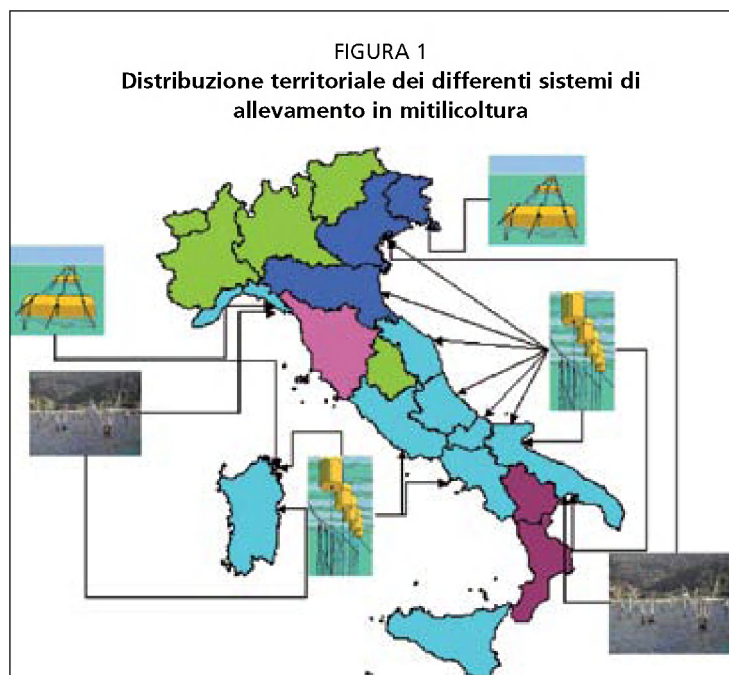 FIGURA 1
Distribuzione territoriale dei differenti sistemi di
allevamento in mitilicoltura